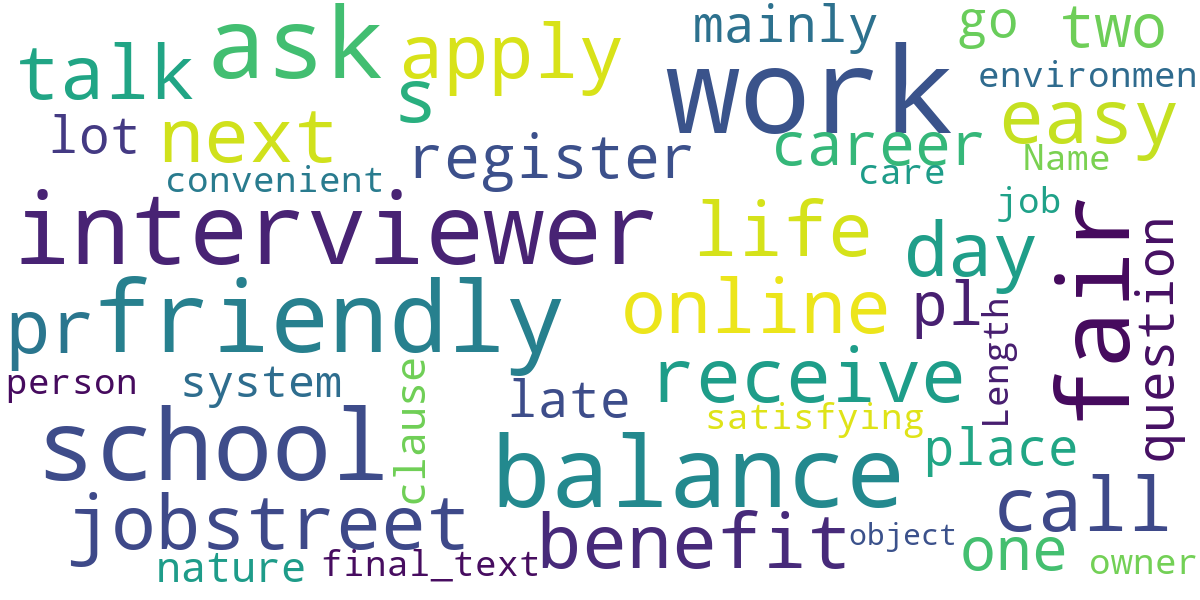 talk
ask
apply
s
mainly
go
two
work
environmen
easy
lot
next
register
career
care
Name
convenient
job
interviewer
life
day
fair
question
friendly
online
pl
Length
pr
person
system
clause
late
receive
satisfying
place
school
balance
call
jobstreet
benefit
object
one
owner
nature
final_text